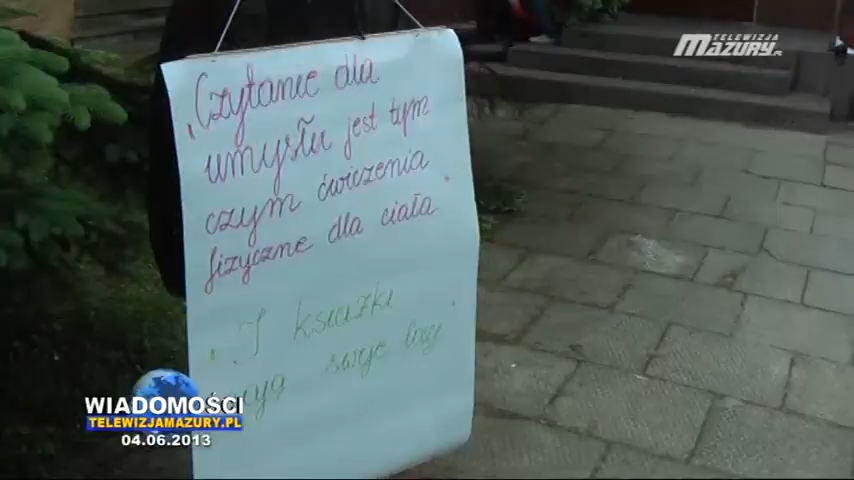 TELEWIZJA
MAZURY.PL
„Czytanie dla
umysłu jest tym
czym ćwiczenia
fizyczne dla ciała."
„I książki
swoje losy"
WIADOMOŚCI
TELEWIZJAMAZURY.PL
04.06.2013